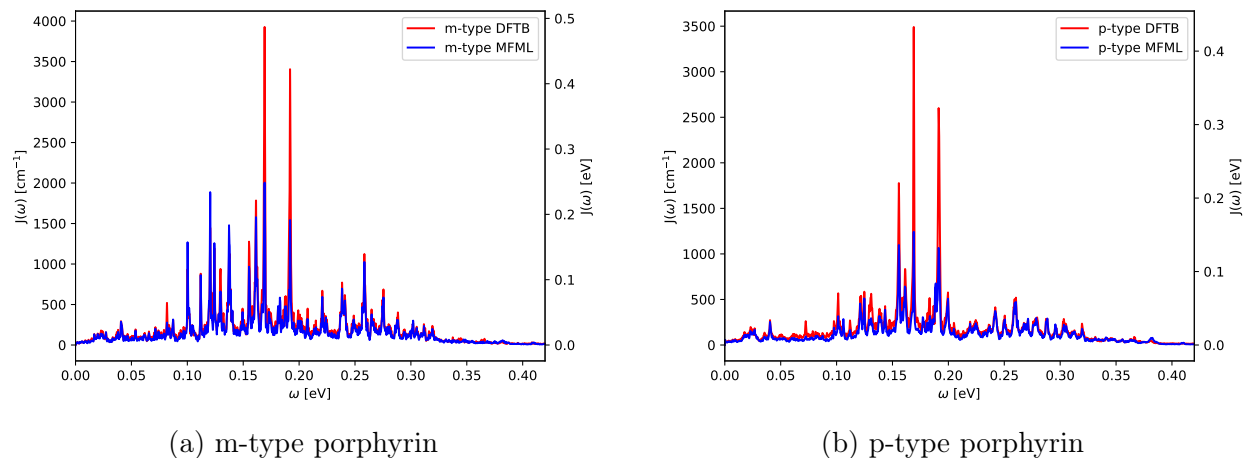 m-type DFTB
m-type MFML
4000
3500
3000
2500
2000
1500
1000
500
0
J(ω) [cm⁻¹]
0.5
0.4
0.3
0.2
0.1
0.0
J(ω) [eV]
0.00 0.05 0.10 0.15 0.20 0.25 0.30 0.35 0.40
ω [eV]
(a) m-type porphyrin
p-type DFTB
p-type MFML
3500
3000
2500
2000
1500
1000
500
0
J(ω) [cm⁻¹]
0.4
0.3
0.2
0.1
0.0
J(ω) [eV]
0.00 0.05 0.10 0.15 0.20 0.25 0.30 0.35 0.40
ω [eV]
(b) p-type porphyrin